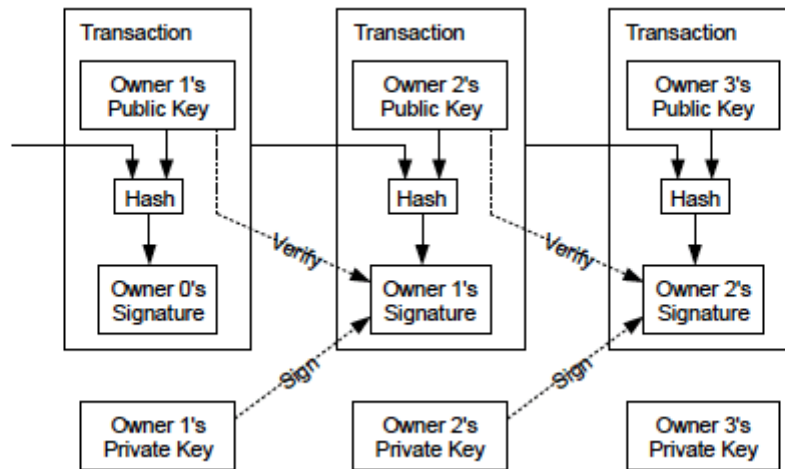 Transaction
Owner 1's
Public Key
Hash
Owner 0's
Signature
Transaction
Owner 2's
Public Key
Hash
Verify
Owner 1's
Signature
Transaction
Owner 3's
Public Key
Hash
Verify
Owner 2's
Signature
Sign
Sign
Owner 1's
Private Key
Owner 2's
Private Key
Owner 3's
Private Key